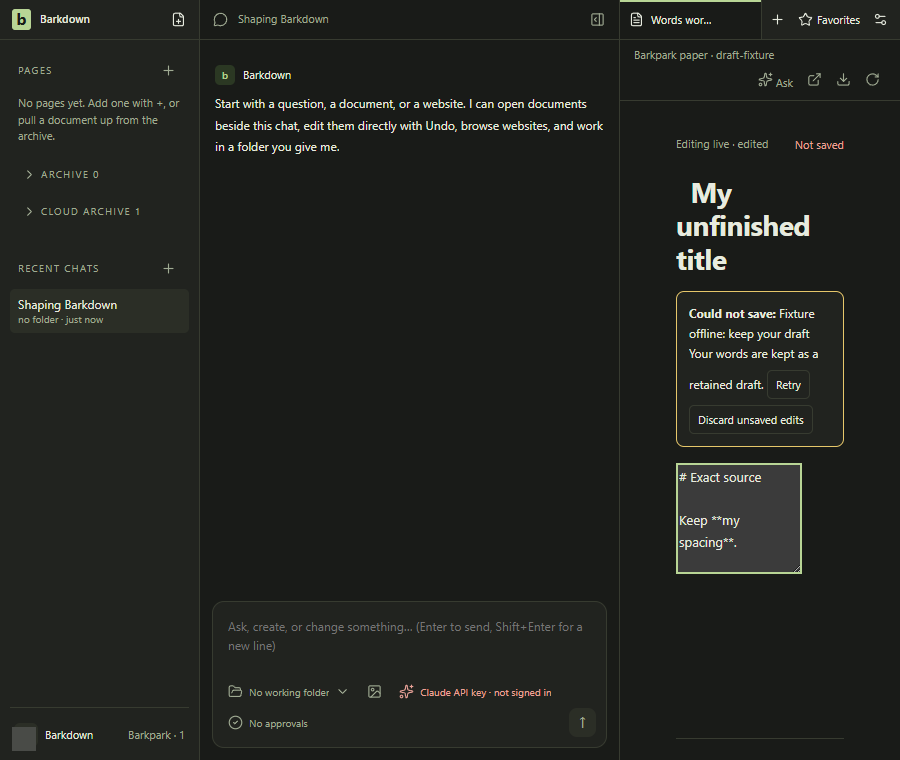 b Barkdown
PAGES
No pages yet. Add one with +, or
pull a document up from the
archive.
ARCHIVE 0
CLOUD ARCHIVE 1
RECENT CHATS
Shaping Barkdown
no folder · just now
Barkdown
Barkpark · 1
Shaping Barkdown
b Barkdown
Start with a question, a document, or a website. I can open documents
beside this chat, edit them directly with Undo, browse websites, and work
in a folder you give me.
Ask, create, or change something... (Enter to send, Shift+Enter for a
new line)
No working folder
Claude API key · not signed in
No approvals
Words wor...
Favorites
Barkpark paper · draft-fixture
Ask
Editing live · edited
Not saved
My
unfinished
title
Could not save: Fixture
offline: keep your draft
Your words are kept as a
retained draft. Retry
Discard unsaved edits
# Exact source
Keep **my
spacing**.